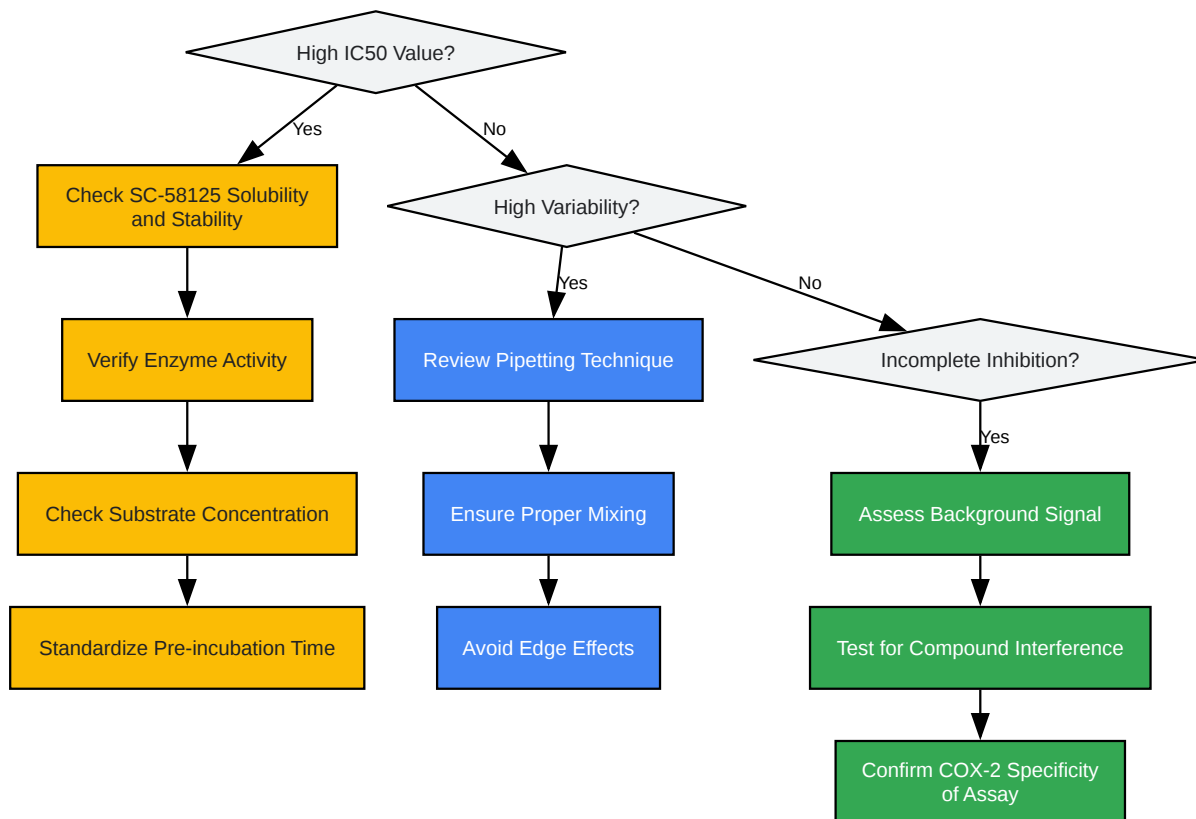 High IC50 Value?
Yes
No
Check SC-58125 Solubility
and Stability
High Variability?
Yes
No
Verify Enzyme Activity
Review Pipetting Technique
Incomplete Inhibition?
Yes
Check Substrate Concentration
Ensure Proper Mixing
Assess Background Signal
Standardize Pre-incubation Time
Avoid Edge Effects
Test for Compound Interference
Confirm COX-2 Specificity
of Assay